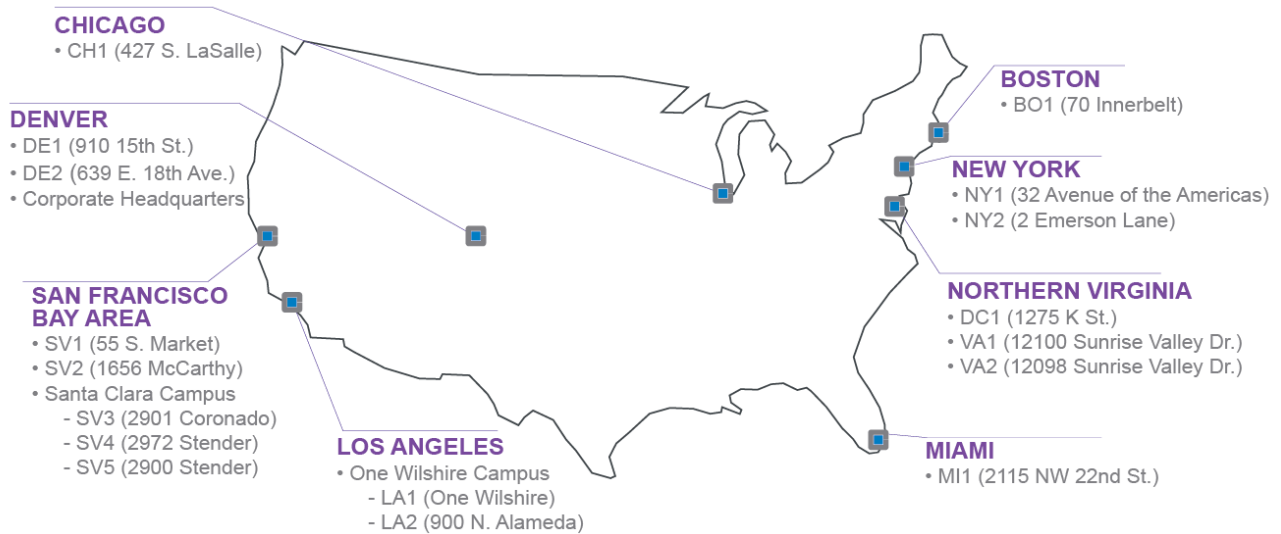 CHICAGO
• CH1 (427 S. LaSalle)
DENVER
• DE1 (910 15th St.)
• DE2 (639 E. 18th Ave.)
• Corporate Headquarters
SAN FRANCISCO
BAY AREA
• SV1 (55 S. Market)
• SV2 (1656 McCarthy)
• Santa Clara Campus
- SV3 (2901 Coronado)
- SV4 (2972 Stender)
- SV5 (2900 Stender)
LOS ANGELES
• One Wilshire Campus
- LA1 (One Wilshire)
- LA2 (900 N. Alameda)
BOSTON
• BO1 (70 Innerbelt)
NEW YORK
• NY1 (32 Avenue of the Americas)
• NY2 (2 Emerson Lane)
NORTHERN VIRGINIA
• DC1 (1275 K St.)
• VA1 (12100 Sunrise Valley Dr.)
• VA2 (12098 Sunrise Valley Dr.)
MIAMI
• MI1 (2115 NW 22nd St.)